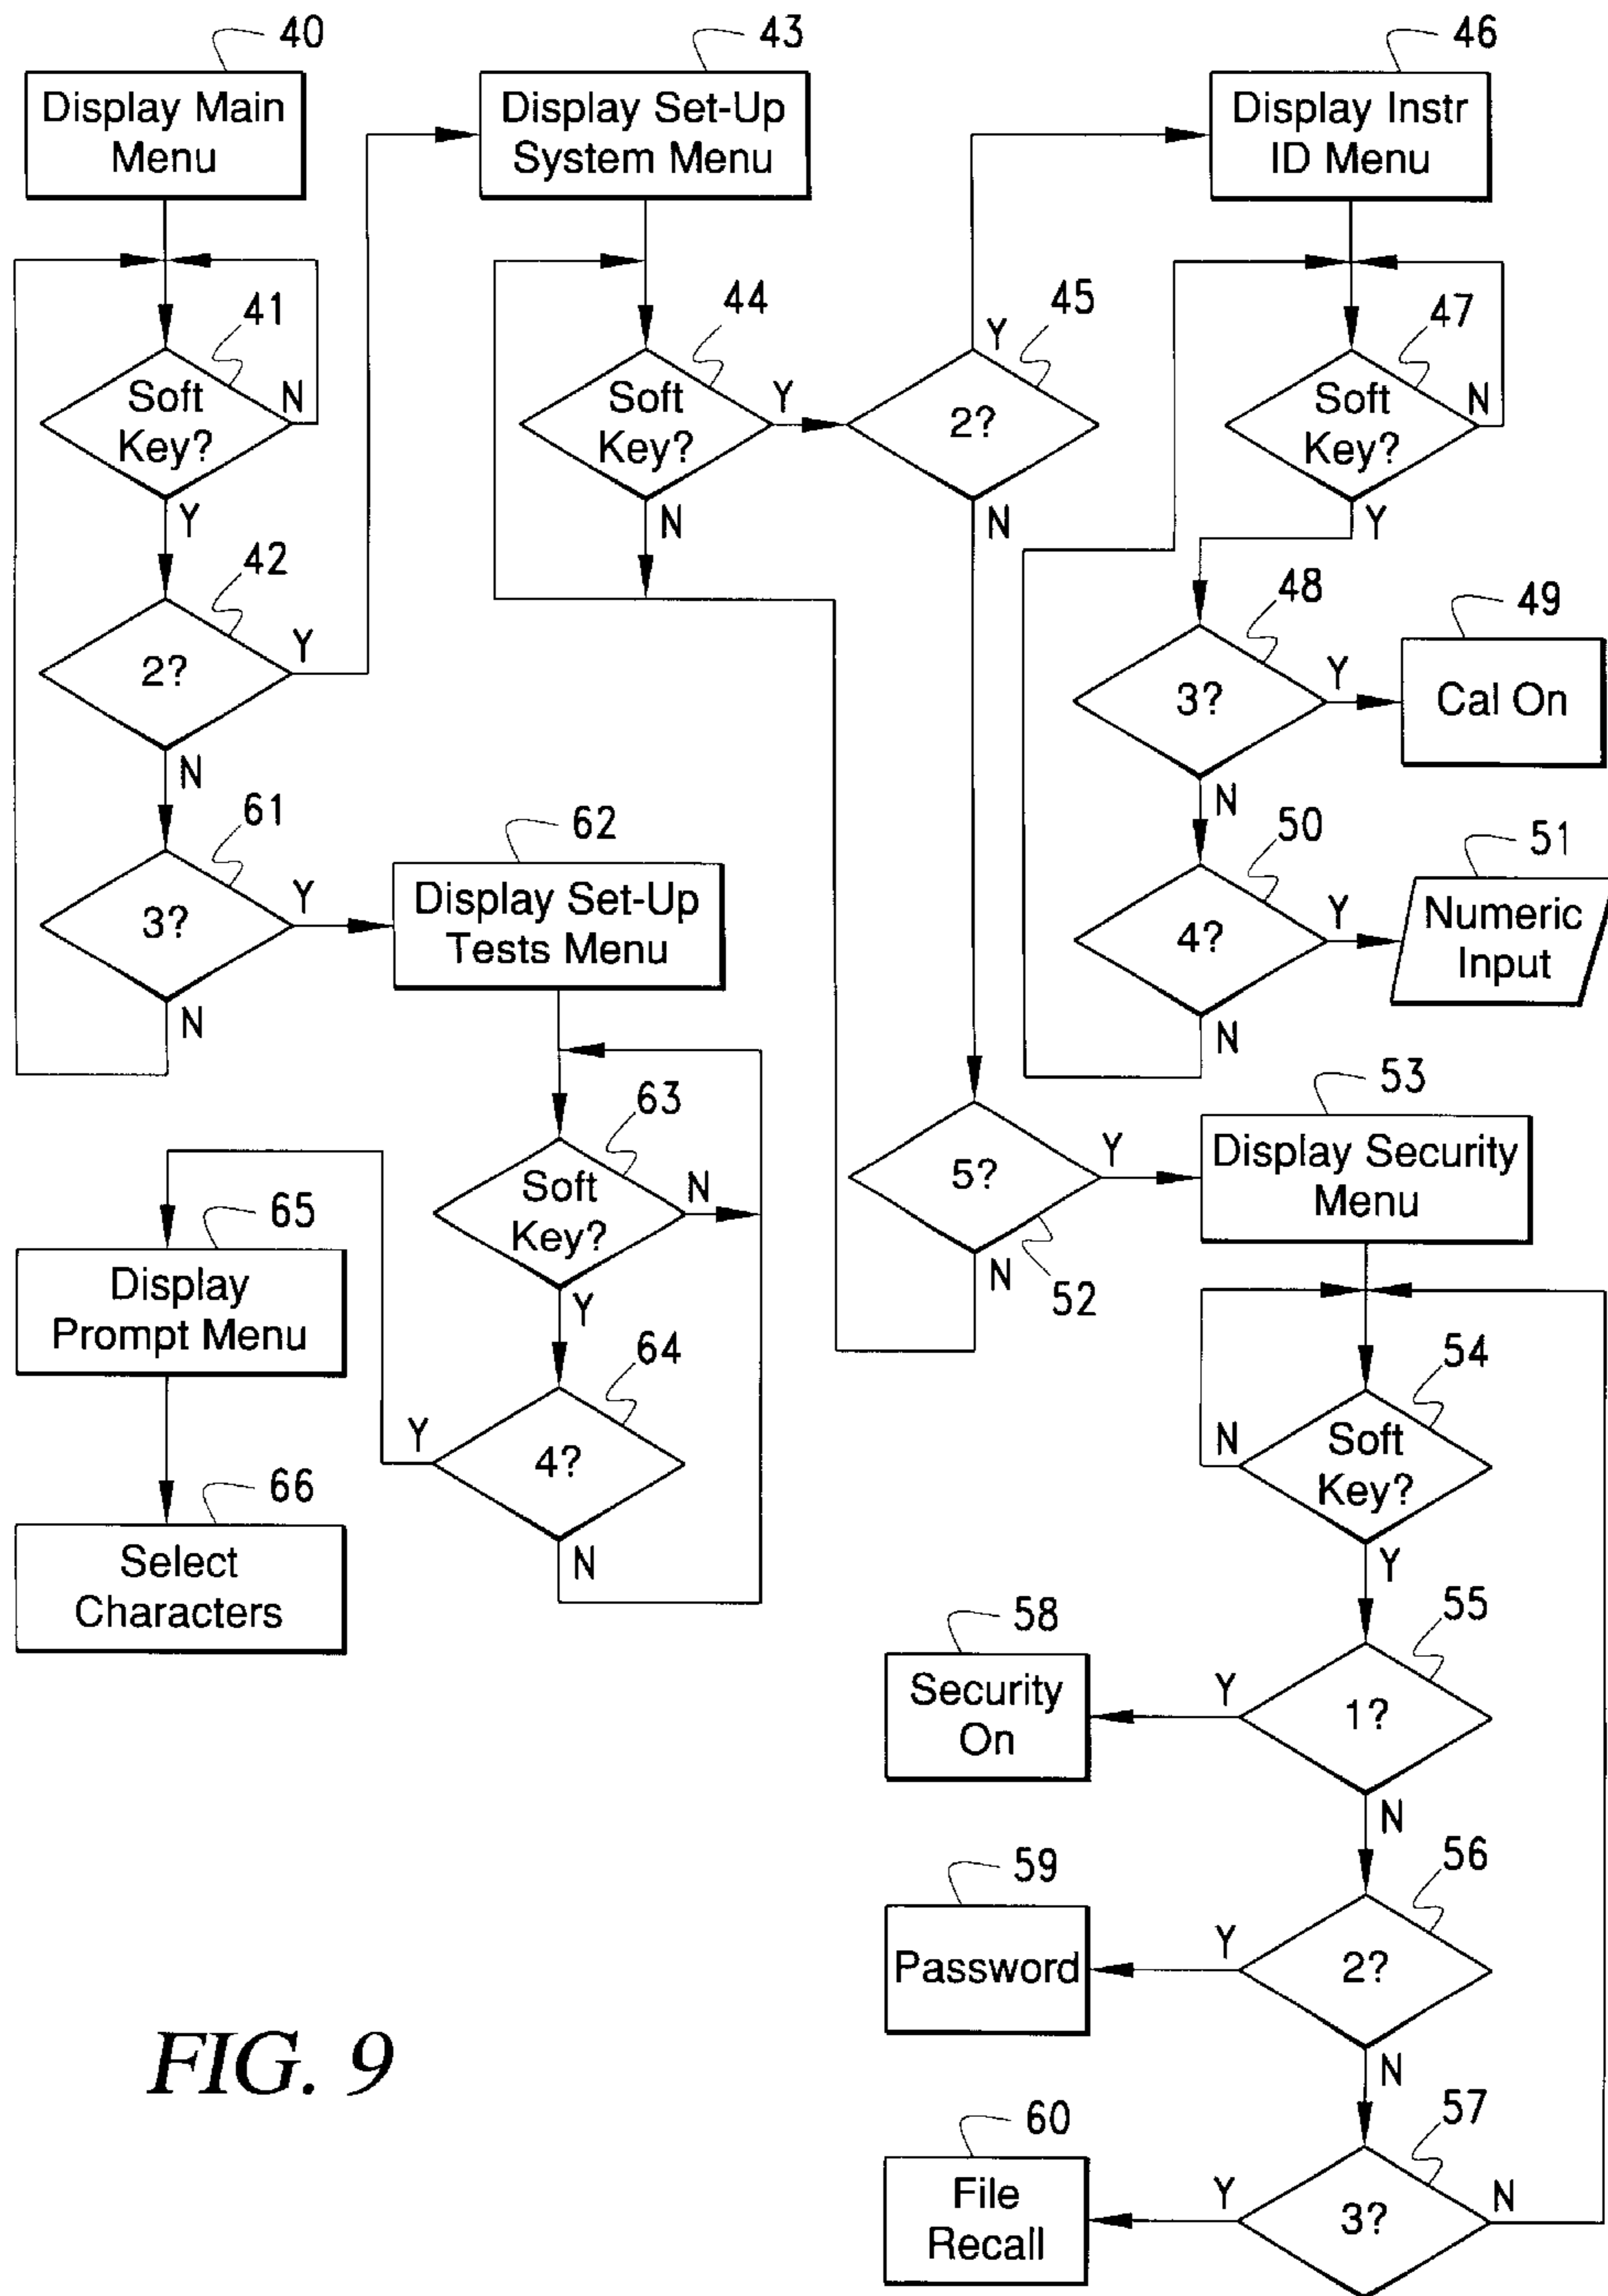 40
Display Main
Menu
41
Soft
Key?
N
Y
42
2?
Y
N
61
3?
Y
N
43
Display Set-Up
System Menu
44
Soft
Key?
Y
N
45
2?
Y
N
46
Display Instr
ID Menu
47
Soft
Key?
N
Y
48
3?
Y
N
49
Cal On
50
4?
Y
N
51
Numeric
Input
62
Display Set-Up
Tests Menu
63
Soft
Key?
N
Y
64
4?
Y
N
65
Display
Prompt Menu
66
Select
Characters
5?
Y
N
52
53
Display Security
Menu
54
Soft
Key?
N
Y
55
1?
Y
N
58
Security
On
56
2?
Y
N
59
Password
57
3?
Y
N
60
File
Recall
FIG. 9